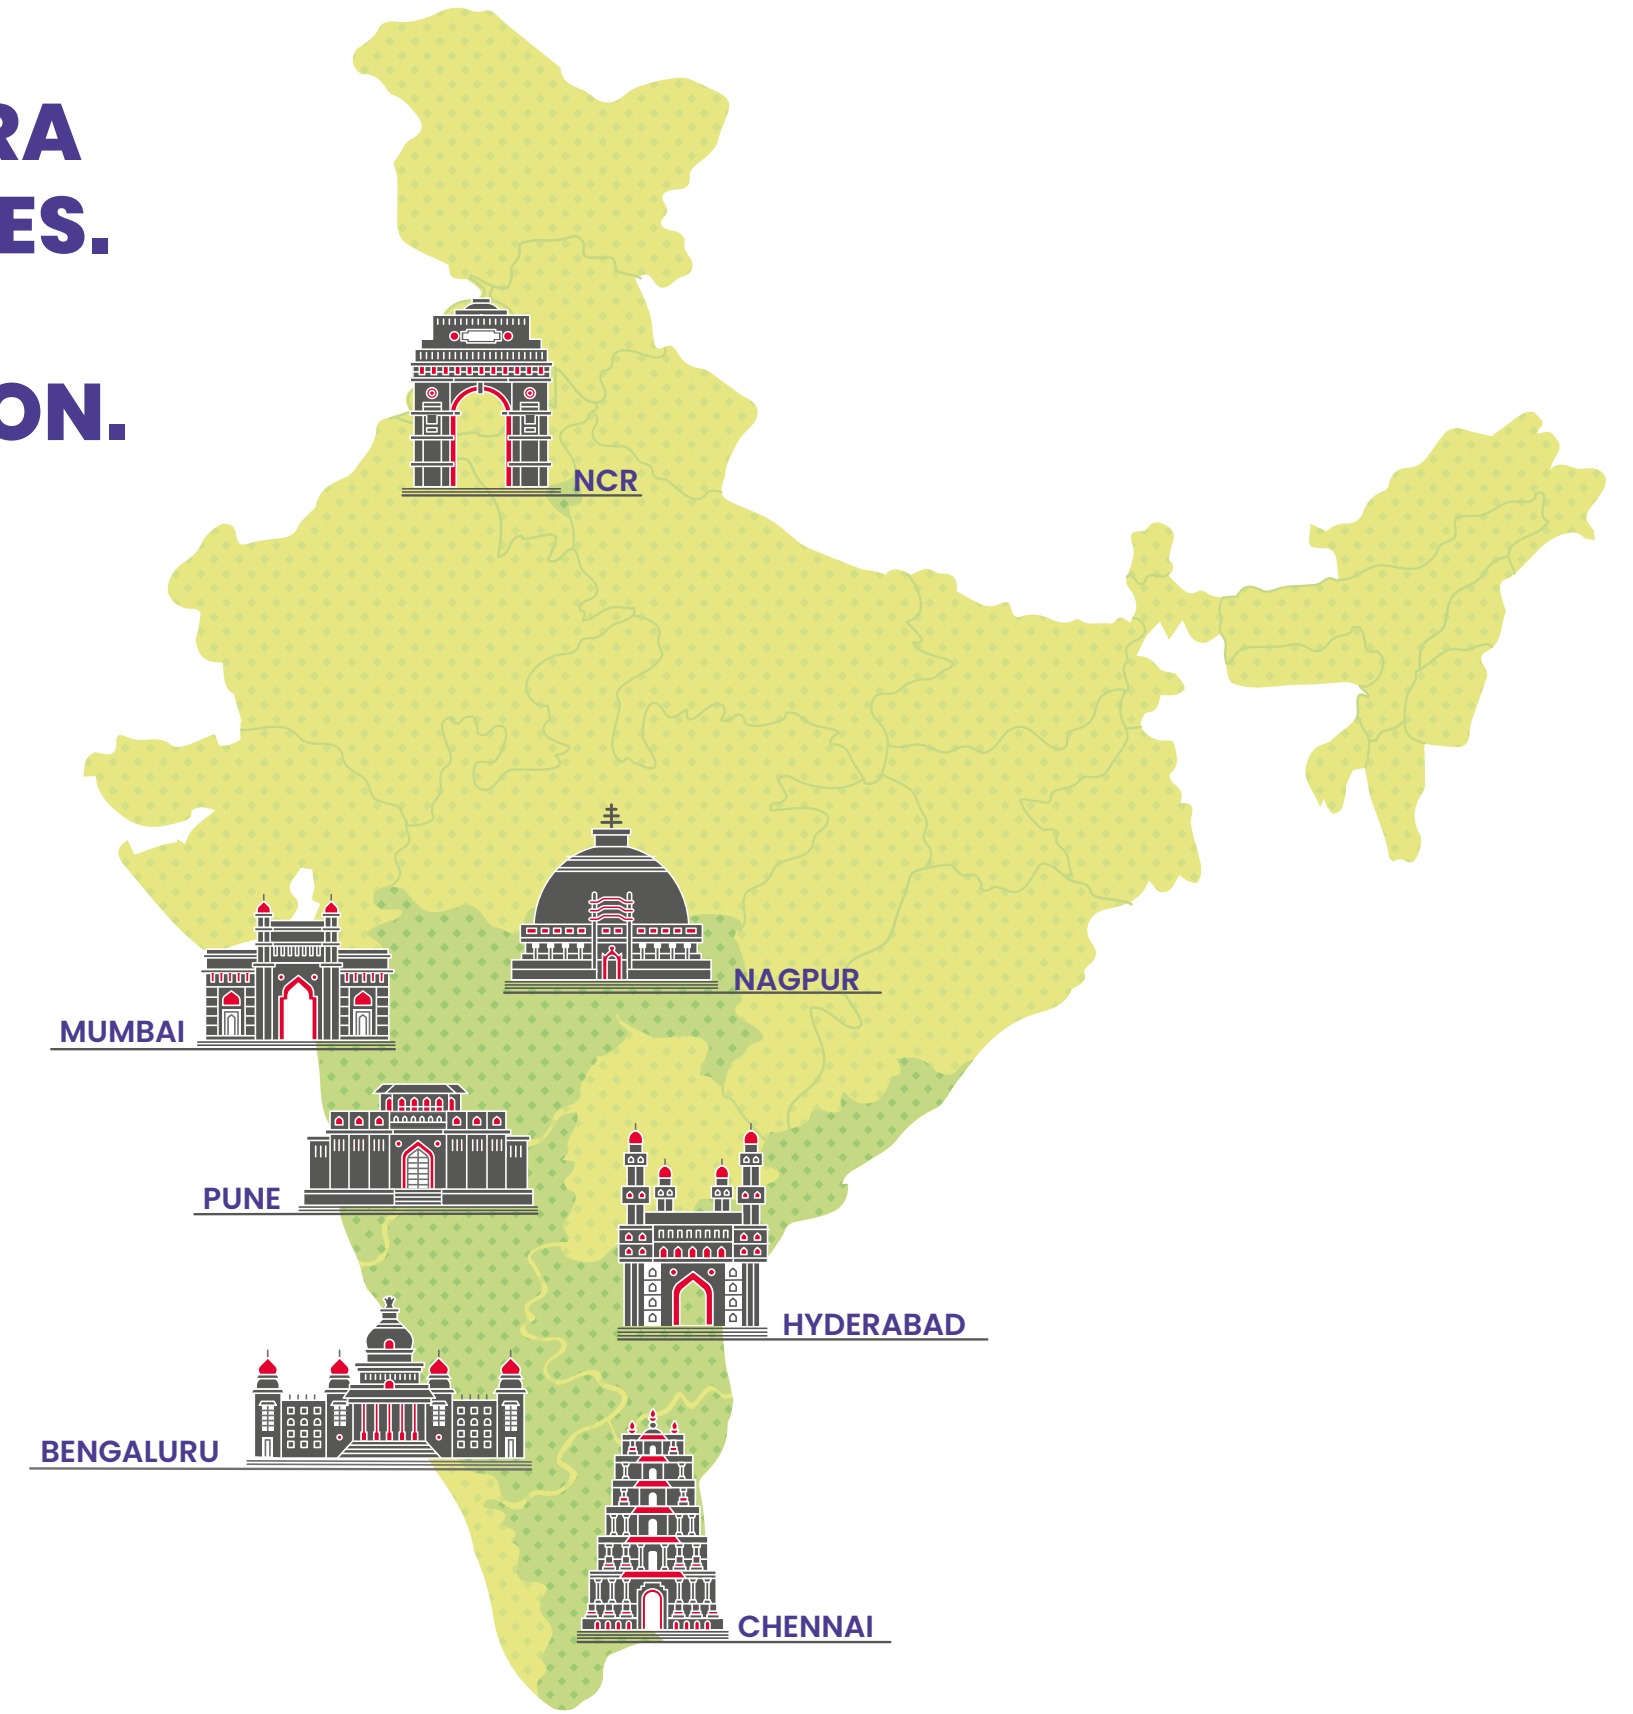 RA
ES.
ON.
NCR
NAGPUR
MUMBAI
PUNE
HYDERABAD
BENGALURU
CHENNAI